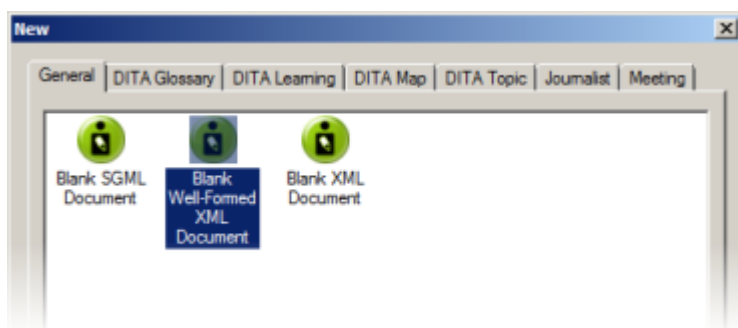 New
General DITA Glossary DITA Learning DITA Map DITA Topic Journalist Meeting
Blank SGML Document
Blank Well-Formed XML Document
Blank XML Document